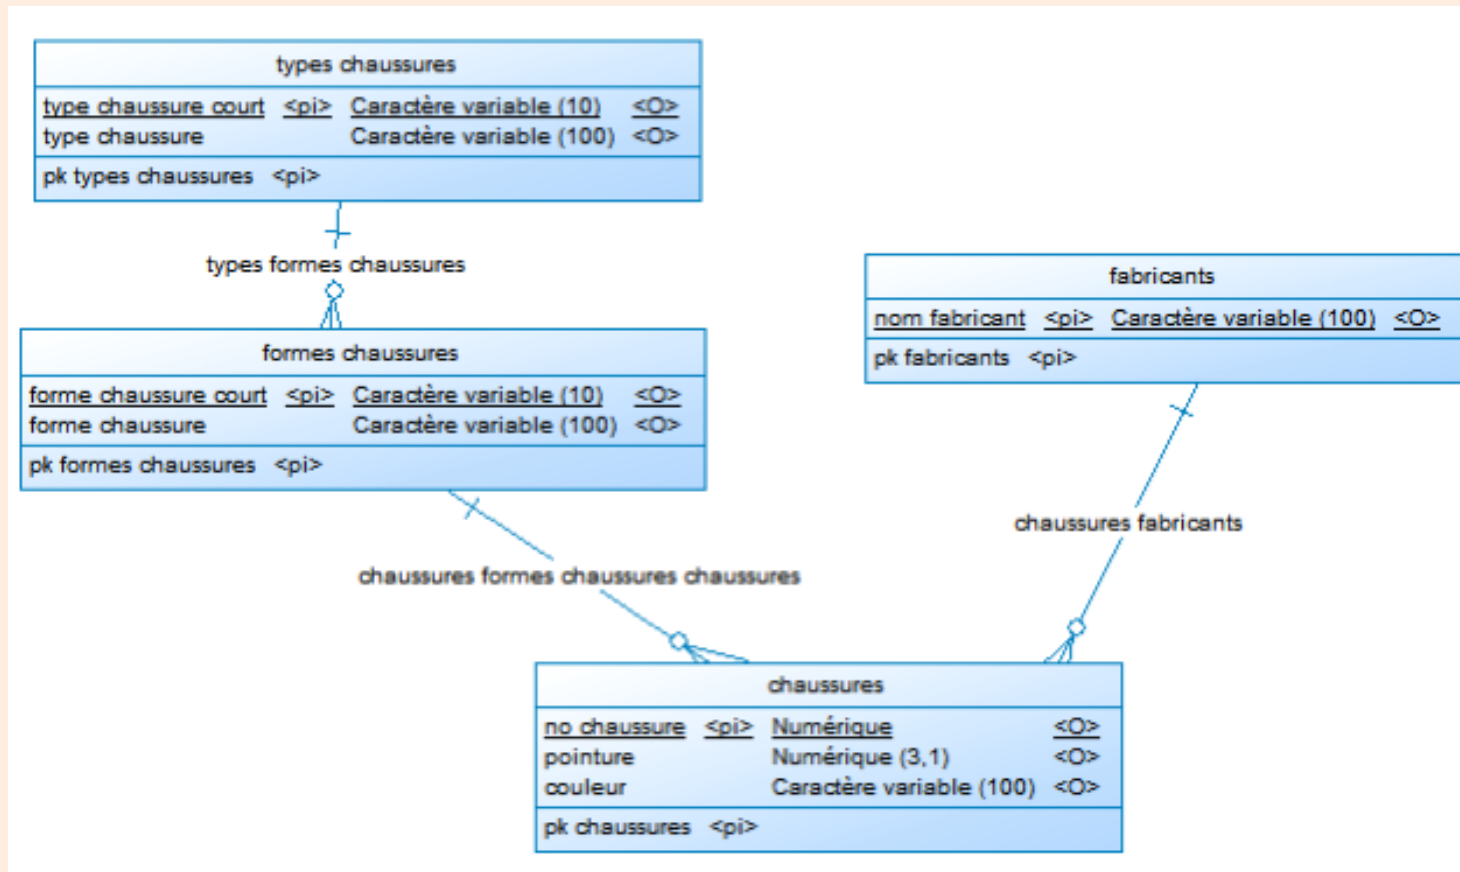 types chaussures
type chaussure court <pi> Caractère variable (10) <O>
type chaussure Caractère variable (100) <O>
pk types chaussures <pi>
types formes chaussures
formes chaussures
forme chaussure court <pi> Caractère variable (10) <O>
forme chaussure Caractère variable (100) <O>
pk formes chaussures <pi>
fabricants
nom fabricant <pi> Caractère variable (100) <O>
pk fabricants <pi>
chaussures fabricants
chaussures formes chaussures chaussures
chaussures
no chaussure <pi> Numérique <O>
pointure Numérique (3,1) <O>
couleur Caractère variable (100) <O>
pk chaussures <pi>